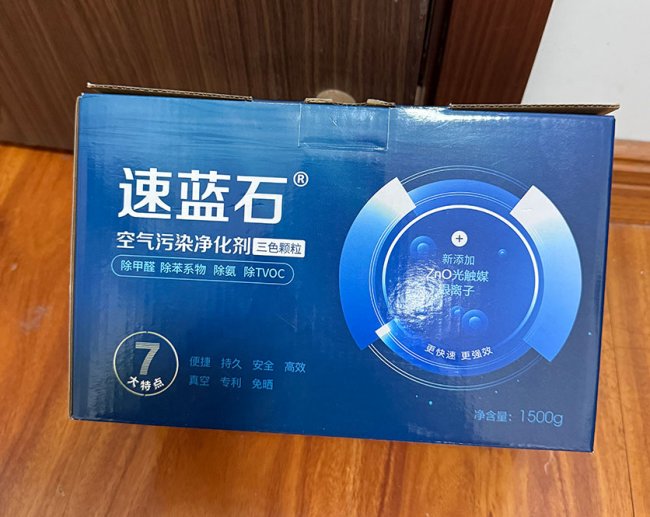 速蓝石®
空气污染净化剂 三色颗粒
除甲醛 除苯系物 除氨 除TVOC
7
大特点
便捷 持久 安全 高效
真空 专利 免晒
新添加
ZnO光触媒
银离子
更快速 更强效
净含量：1500g